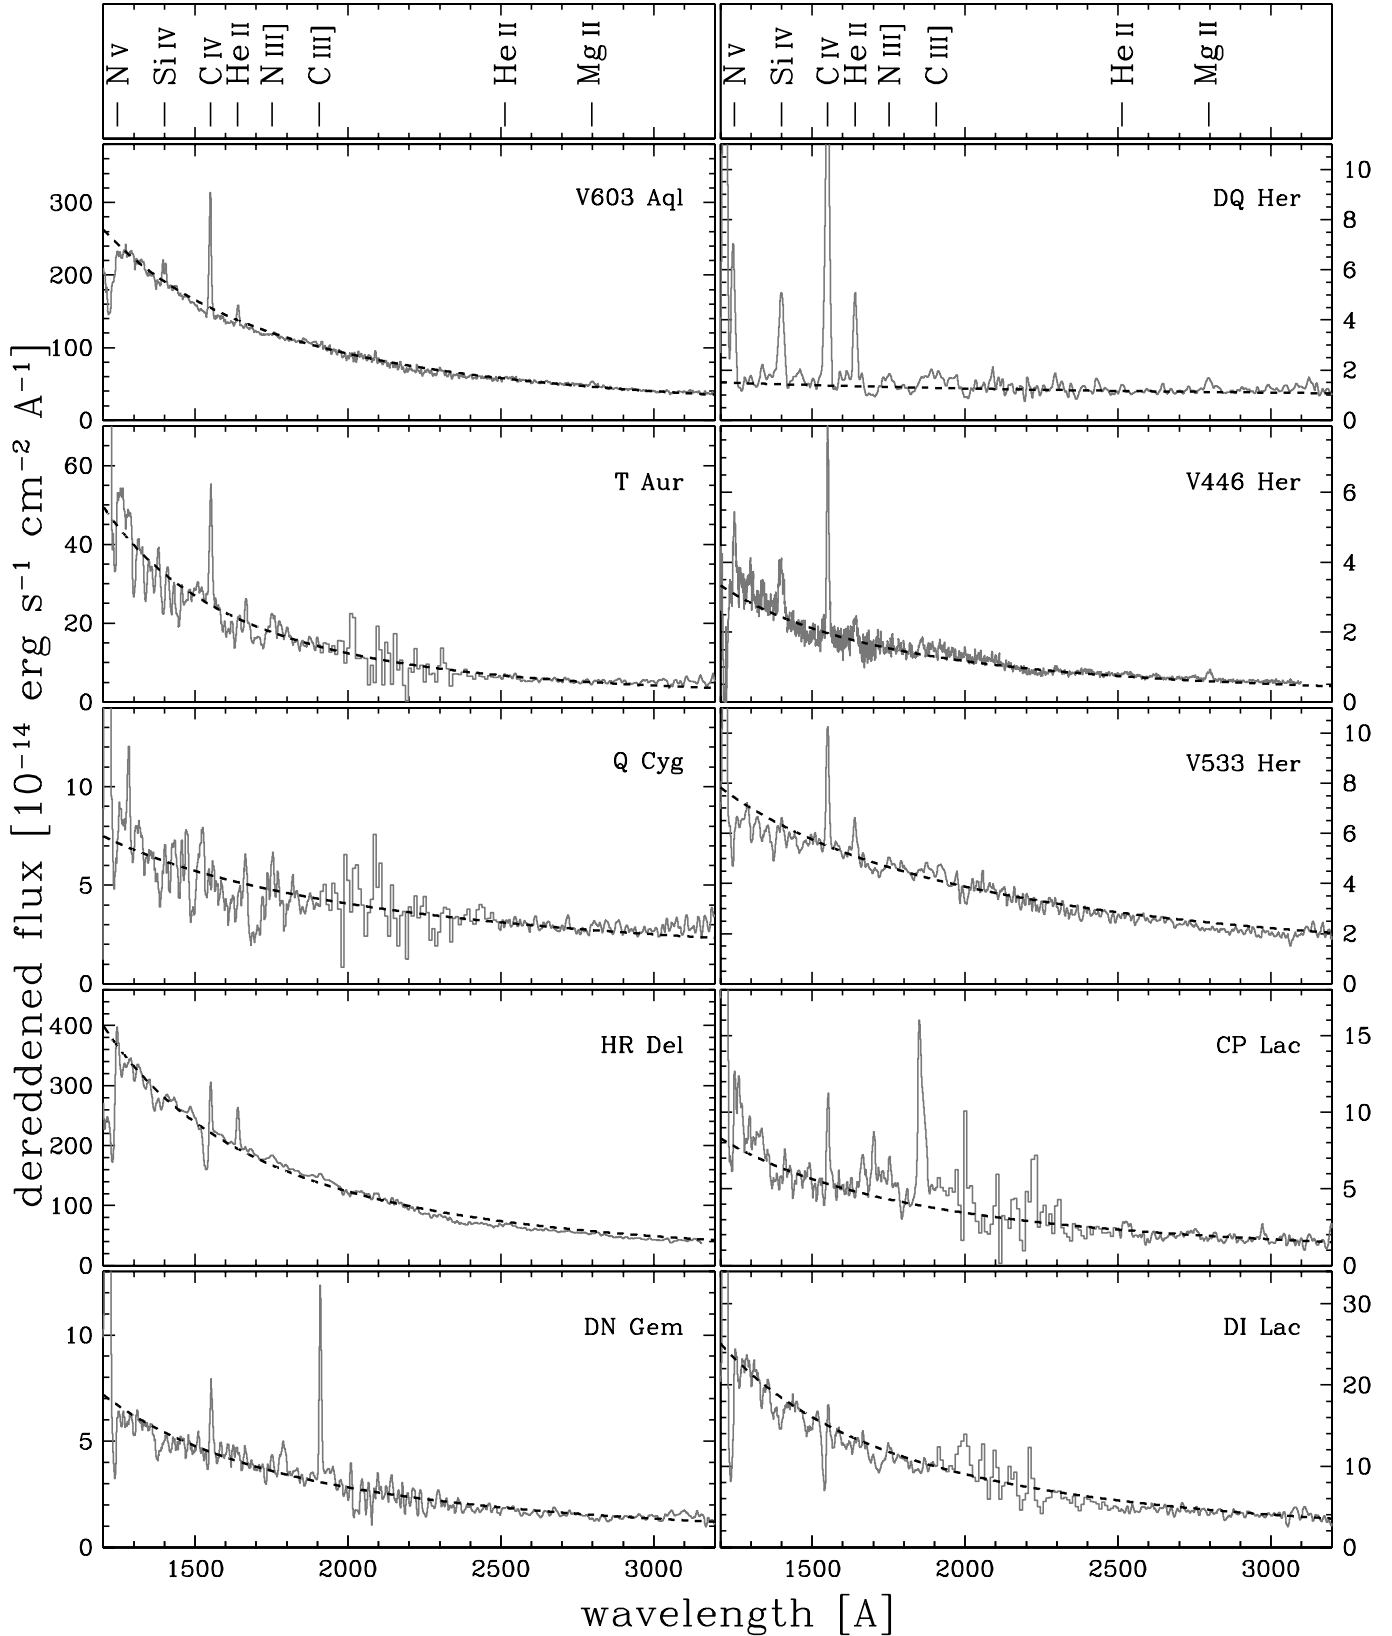 N V Si IV C IV He II N III] C III] He II Mg II
N V Si IV C IV He II N III] C III] He II Mg II
V603 Aql
300
200
100
0
DQ Her
10
8
6
4
2
0
T Aur
60
40
20
0
V446 Her
6
4
2
0
Q Cyg
10
5
0
V533 Her
10
8
6
4
2
0
HR Del
400
300
200
100
0
CP Lac
15
10
5
0
DN Gem
10
5
0
DI Lac
30
20
10
0
1500 2000 2500 3000
1500 2000 2500 3000
wavelength [A]
dereddened flux [10⁻¹⁴ erg s⁻¹ cm⁻² A⁻¹]